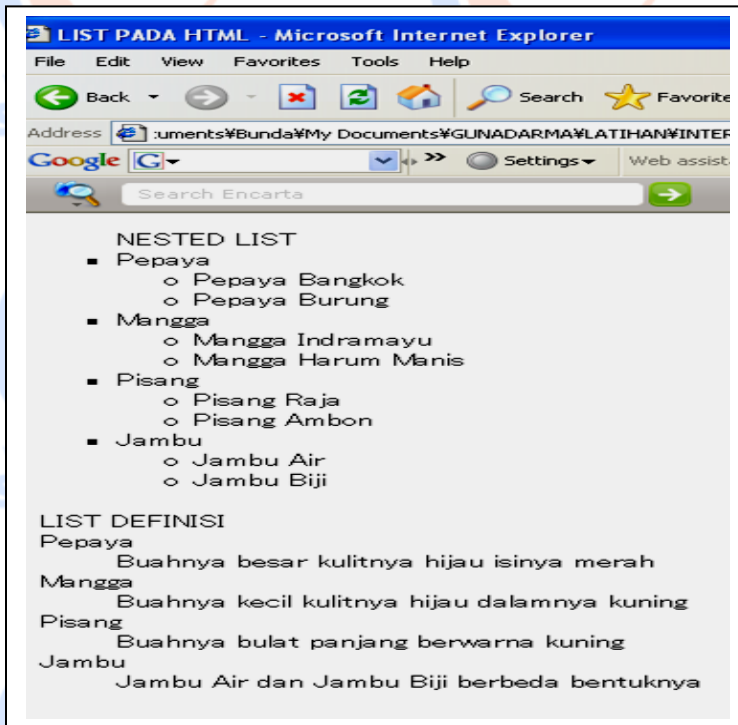 LIST PADA HTML - Microsoft Internet Explorer
File Edit View Favorites Tools Help
Back Search Favorite
Address :uments¥Bunda¥My Documents¥GUNADARMA¥LATIHAN¥INTER
Google G Settings Web assist
Search Encarta
NESTED LIST
Pepaya
Pepaya Bangkok
Pepaya Burung
Mangga
Mangga Indramayu
Mangga Harum Manis
Pisang
Pisang Raja
Pisang Ambon
Jambu
Jambu Air
Jambu Biji
LIST DEFINISI
Pepaya
Buahnya besar kulitnya hijau isinya merah
Mangga
Buahnya kecil kulitnya hijau dalamnya kuning
Pisang
Buahnya bulat panjang berwarna kuning
Jambu
Jambu Air dan Jambu Biji berbeda bentuknya